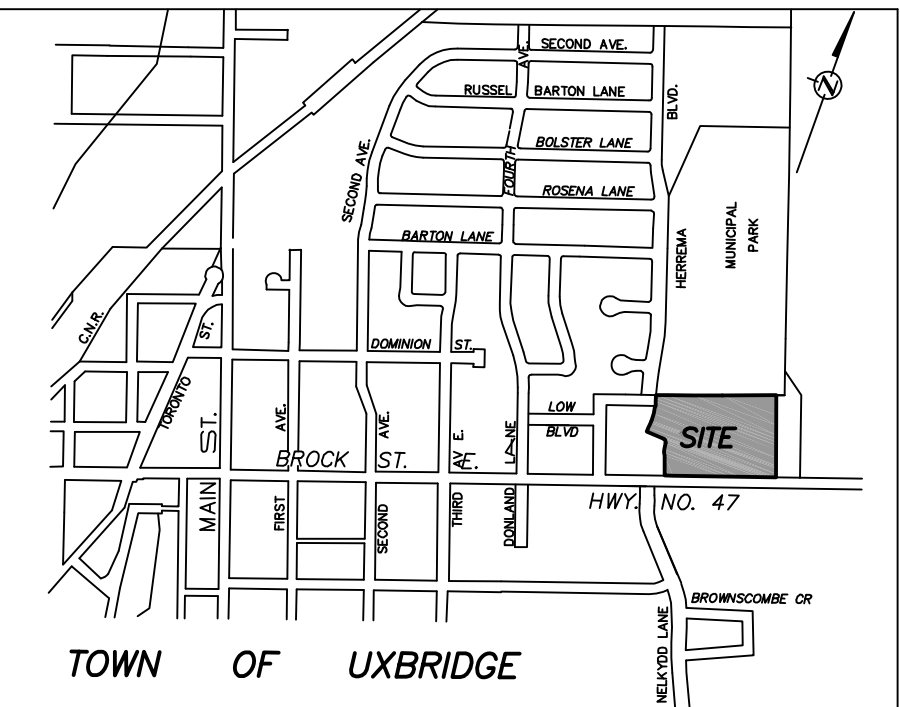 SECOND AVE.
AVE.
RUSSEL BARTON LANE
BLVD.
N
BOLSTER LANE
FOURTH
SECOND AVE.
ROSENA LANE
BARTON LANE
HERREMA
MUNICIPAL
PARK
C.N.R.
TORONTO ST.
DOMINION ST.
LOW
BLVD
SITE
MAIN ST.
FIRST AVE.
SECOND AVE.
THIRD AVE.
DONLAND LANE
BROCK ST. E.
HWY. NO. 47
BROWNSCOMBE CR
NELKYDD LANE
TOWN OF UXBRIDGE